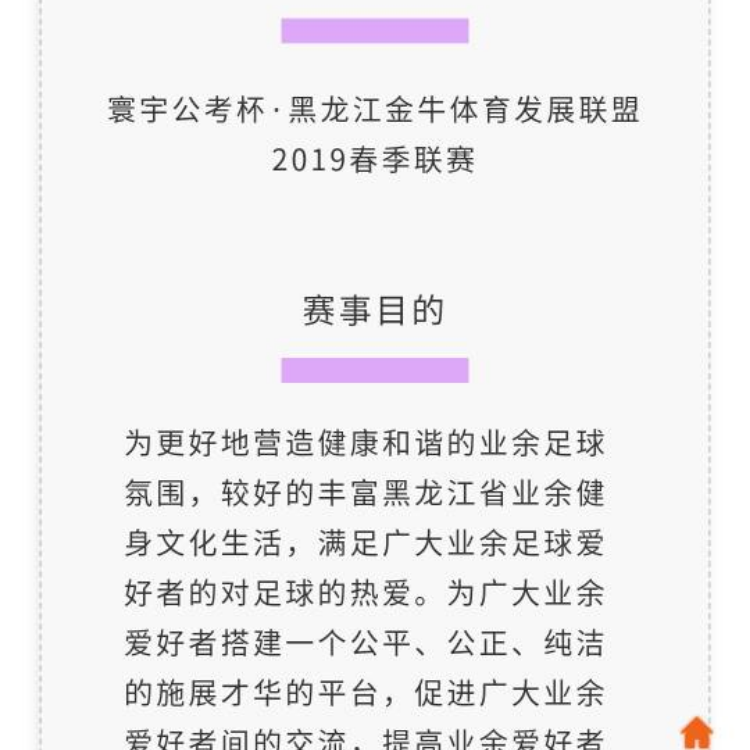 寰宇公考杯·黑龙江金牛体育发展联盟
2019春季联赛
赛事目的
为更好地营造健康和谐的业余足球
氛围，较好的丰富黑龙江省业余健
身文化生活，满足广大业余足球爱
好者的对足球的热爱。为广大业余
爱好者搭建一个公平、公正、纯洁
的施展才华的平台，促进广大业余
爱好者间的交流，提高业余爱好者